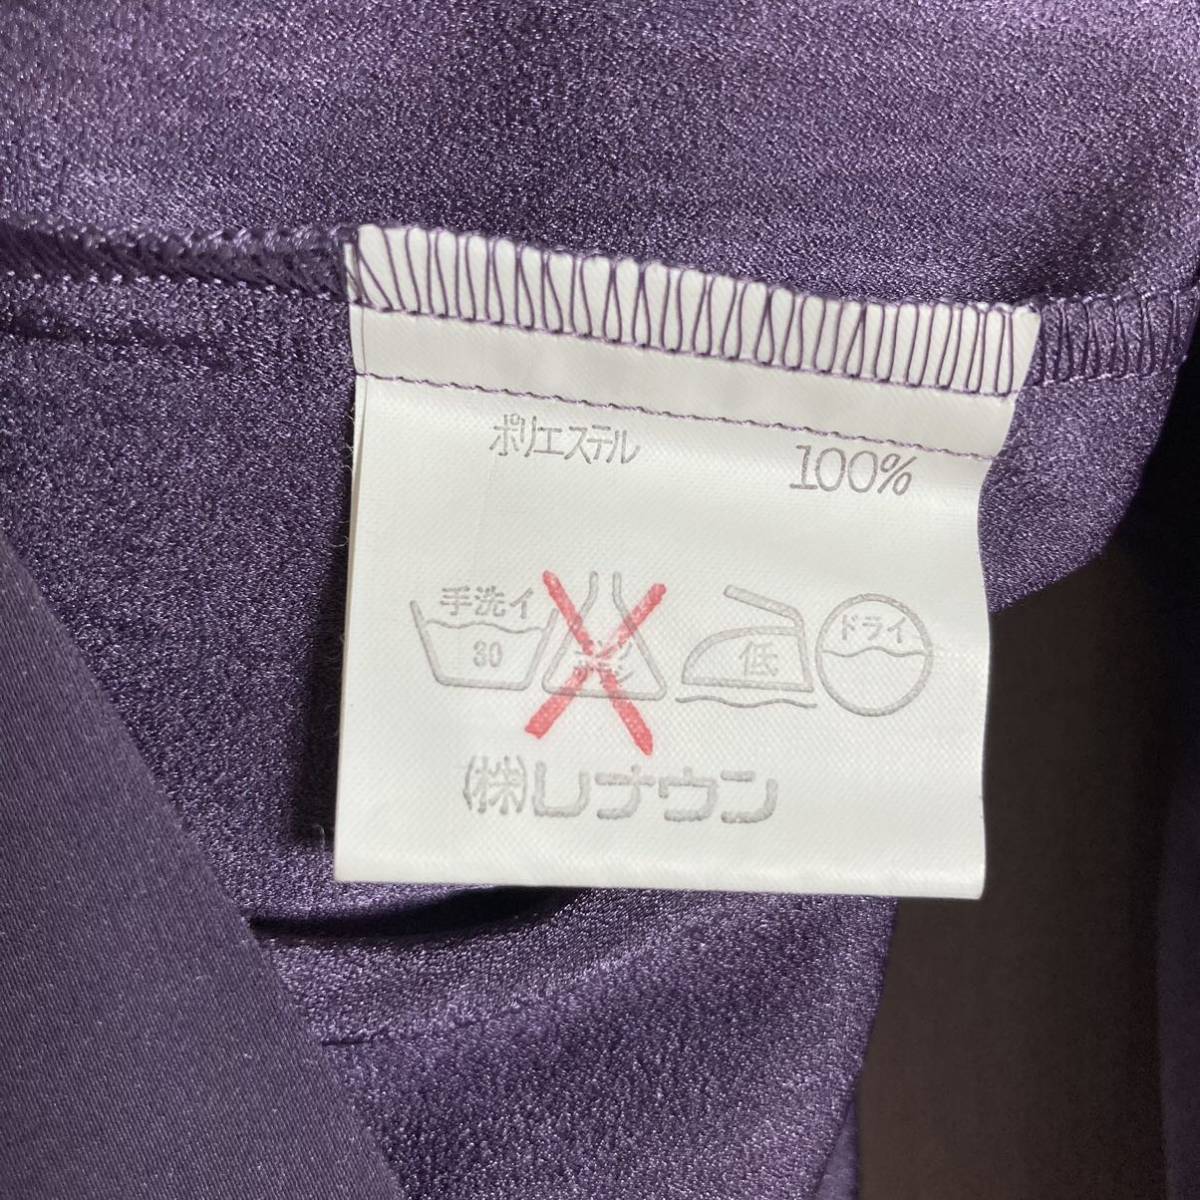 ポリエステル 100%
手洗イ 30 低 ドライ
(株)レナウン